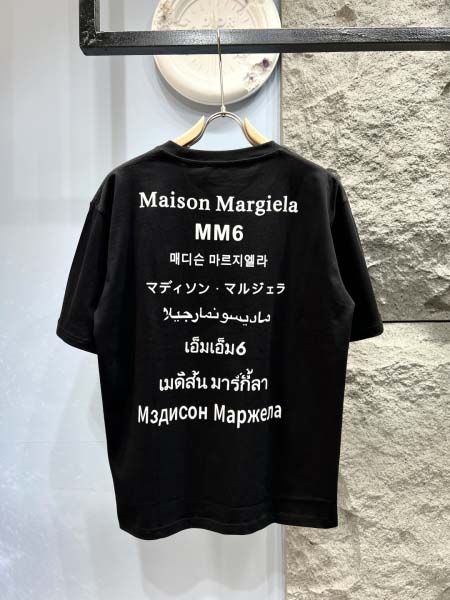 Maison Margiela
MM6
매디슨 마르지엘라
マディソン・マルジェラ
ماديسونمارجيلا
เอ็มเอ็ม6
เมดิสัน มาร์กี้ลา
Мэдисон Маржела